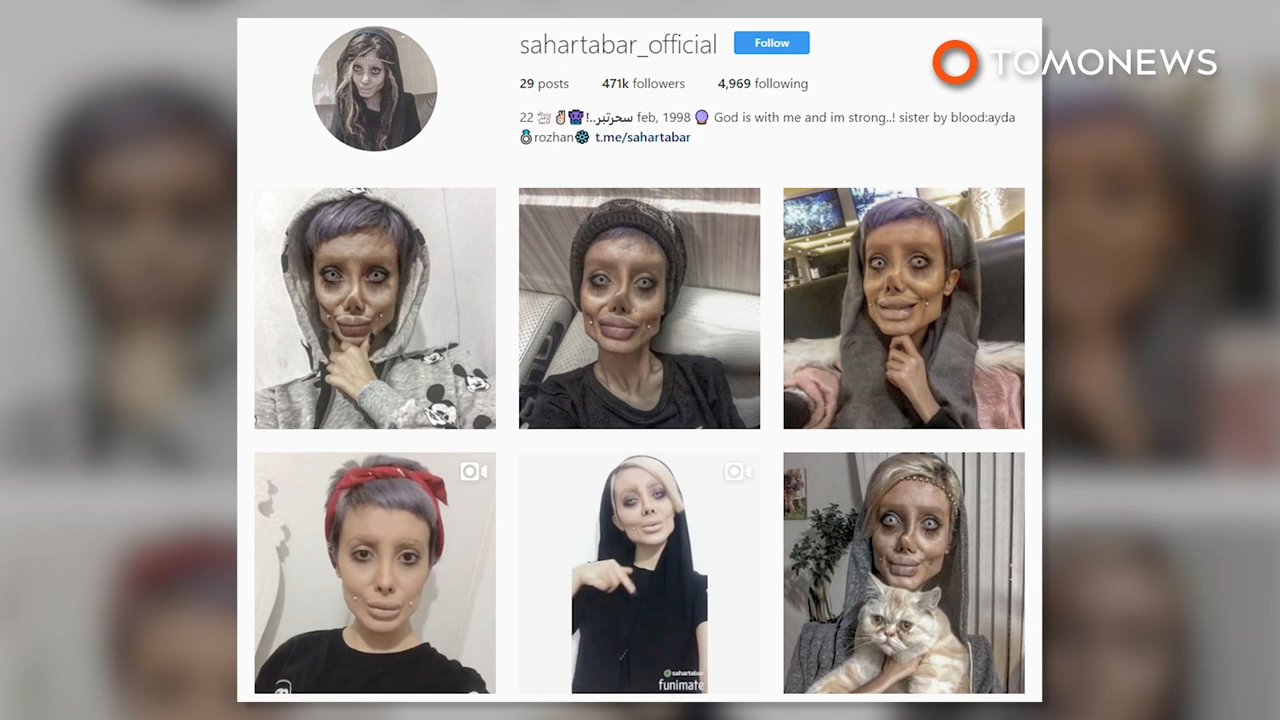 sahartabar_official Follow
TOMONEWS
29 posts 471k followers 4,969 following
22 ✌🏻سحرتبر..! feb, 1998 🔮 God is with me and im strong..! sister by blood:ayda
💍rozhan t.me/sahartabar
sahartabar
funimate